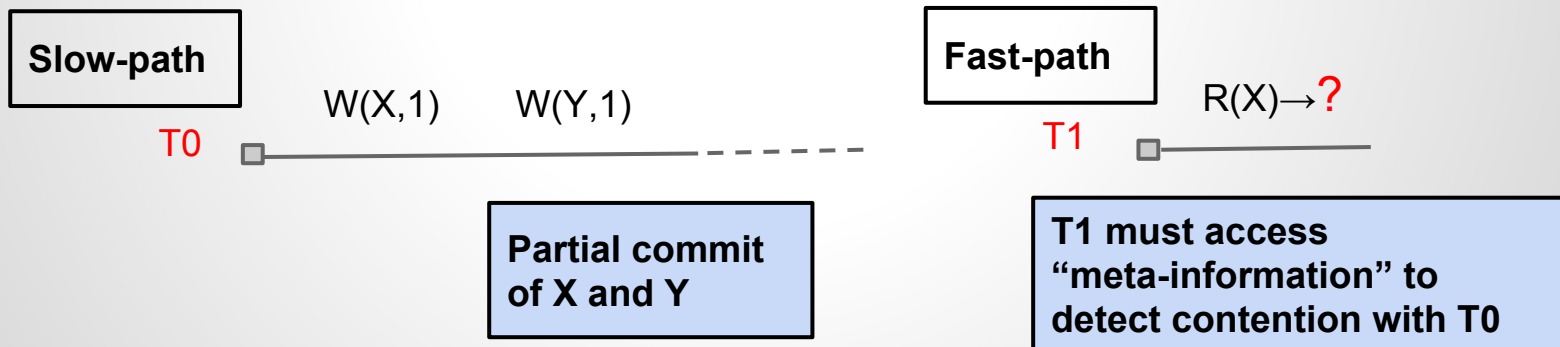 Slow-path
W(X,1) W(Y,1)
T0
Partial commit
of X and Y
Fast-path
R(X)→?
T1
T1 must access
“meta-information” to
detect contention with T0